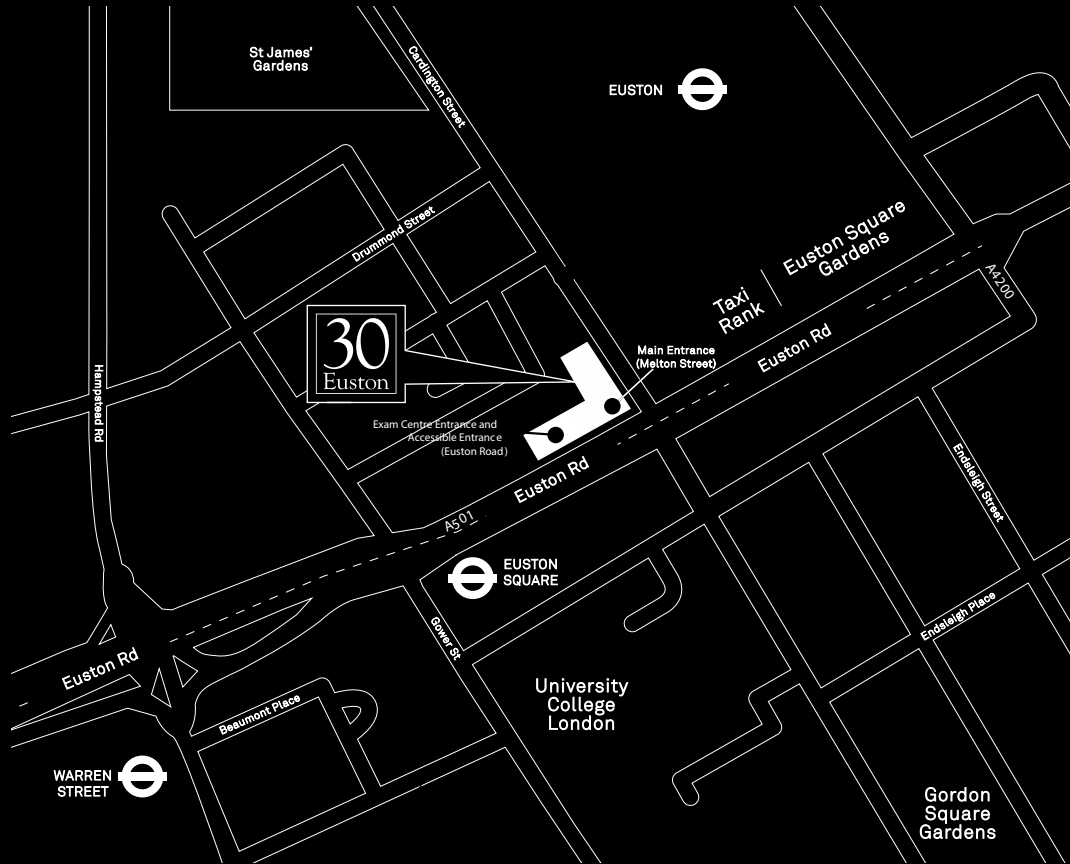 St James'
Gardens
Cardington Street
EUSTON
Drummond Street
Euston Square
Gardens
Taxi
Rank
A4200
30
Euston
Main Entrance
(Melton Street)
Euston Rd
Hampstead Rd
Exam Centre Entrance and
Accessible Entrance
(Euston Road)
Euston Rd
A501
Endsleigh Street
EUSTON
SQUARE
Gower St
Endsleigh Place
Euston Rd
Beaumont Place
University
College
London
WARREN
STREET
Gordon
Square
Gardens